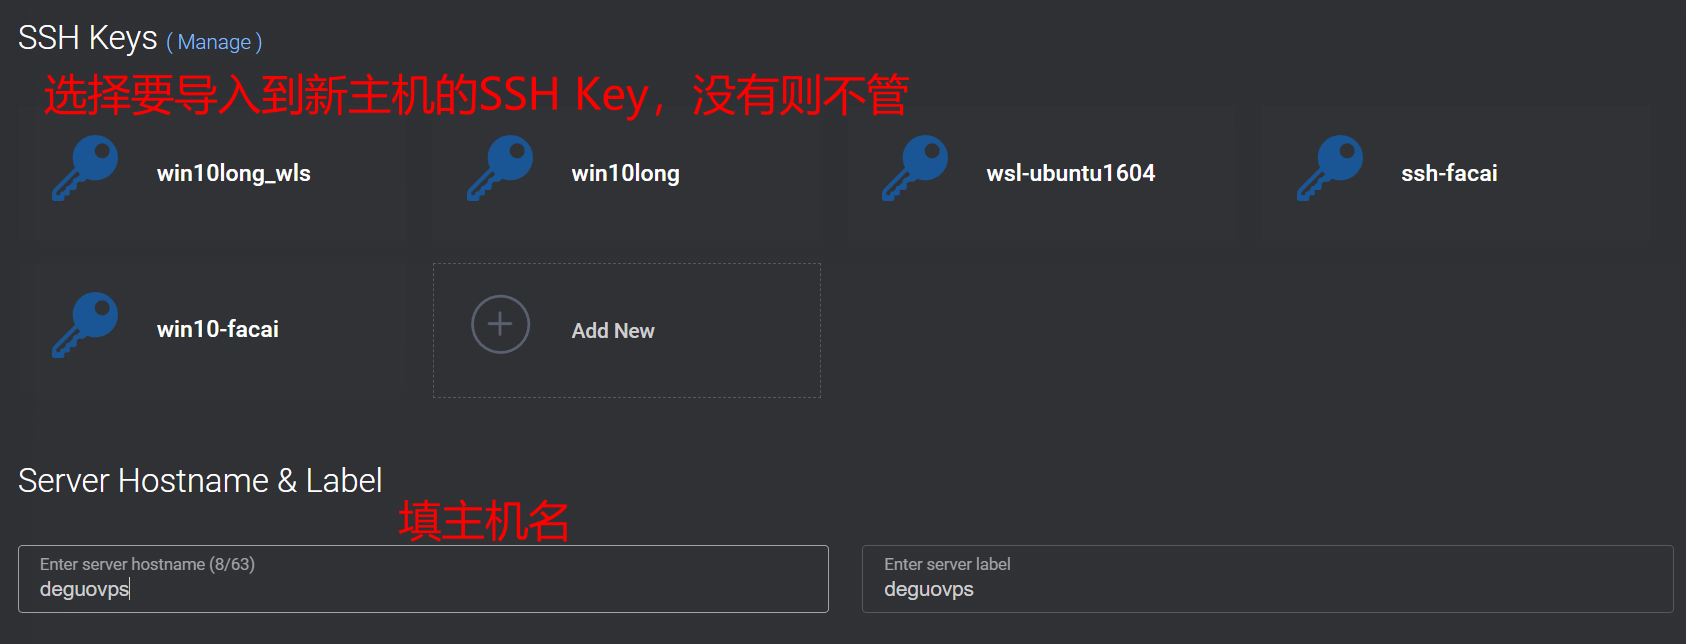 SSH Keys ( Manage )
选择要导入到新主机的SSH Key，没有则不管
win10long_wls
win10long
wsl-ubuntu1604
ssh-facai
win10-facai
Add New
Server Hostname & Label
填主机名
Enter server hostname (8/63)
deguovps
Enter server label
deguovps